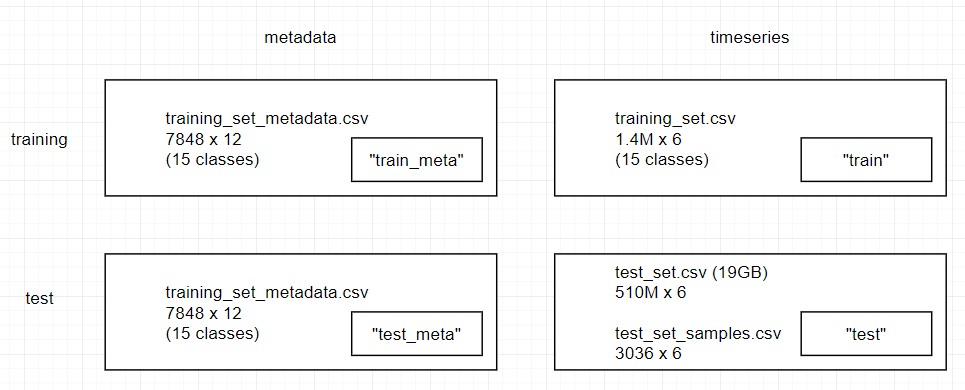 metadata
timeseries
training
training_set_metadata.csv
7848 x 12
(15 classes)
"train_meta"
training_set.csv
1.4M x 6
(15 classes)
"train"
test
training_set_metadata.csv
7848 x 12
(15 classes)
"test_meta"
test_set.csv (19GB)
510M x 6
test_set_samples.csv
3036 x 6
"test"